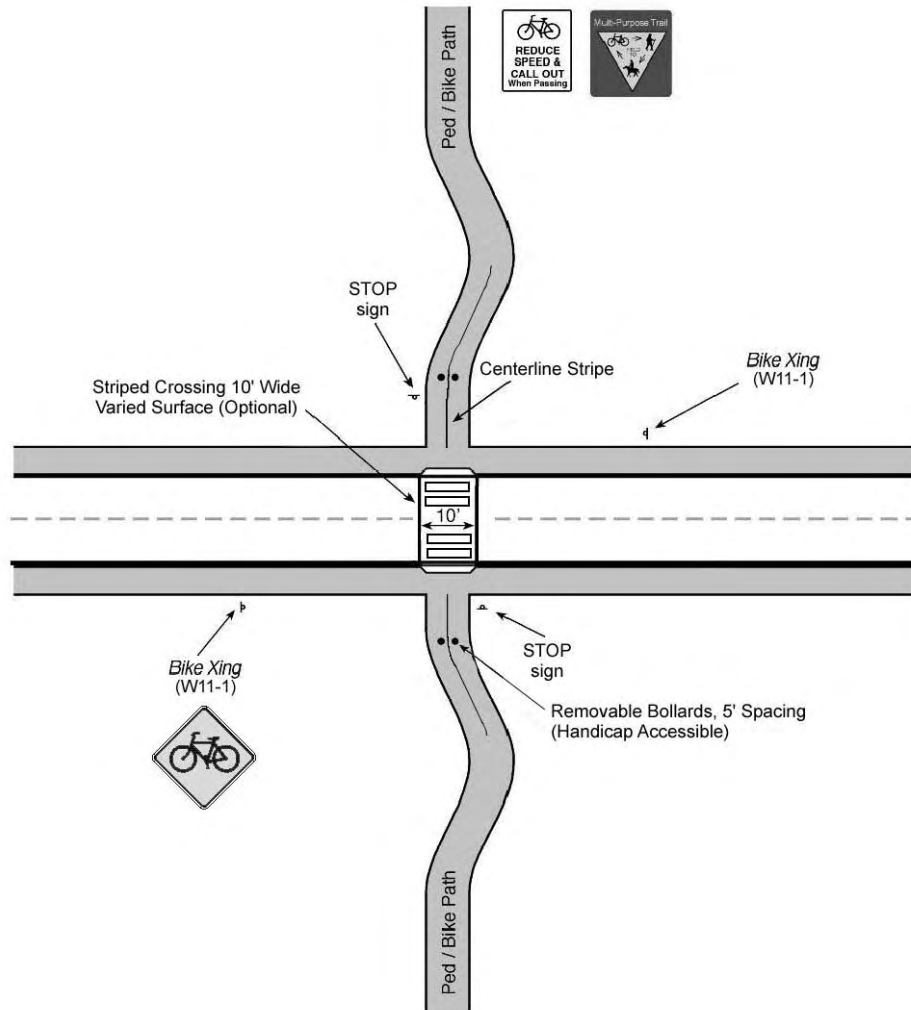 Ped / Bike Path
REDUCE
SPEED &
CALL OUT
When Passing
Multi-Purpose Trail
YIELD
TO
STOP
sign
Centerline Stripe
Bike Xing
(W11-1)
Striped Crossing 10' Wide
Varied Surface (Optional)
10'
Bike Xing
(W11-1)
STOP
sign
Removable Bollards, 5' Spacing
(Handicap Accessible)
Ped / Bike Path